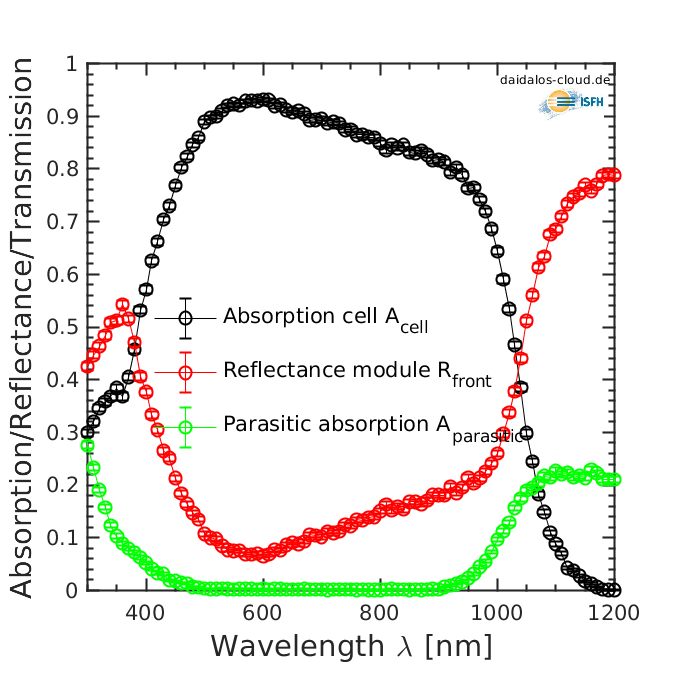 1
daidalos-cloud.de
ISFH
0.9
0.8
0.7
0.6
0.5
0.4
0.3
0.2
0.1
0
Absorption/Reflectance/Transmission
Absorption cell A_cell
Reflectance module R_front
Parasitic absorption A_parasitic
400 600 800 1000 1200
Wavelength λ [nm]